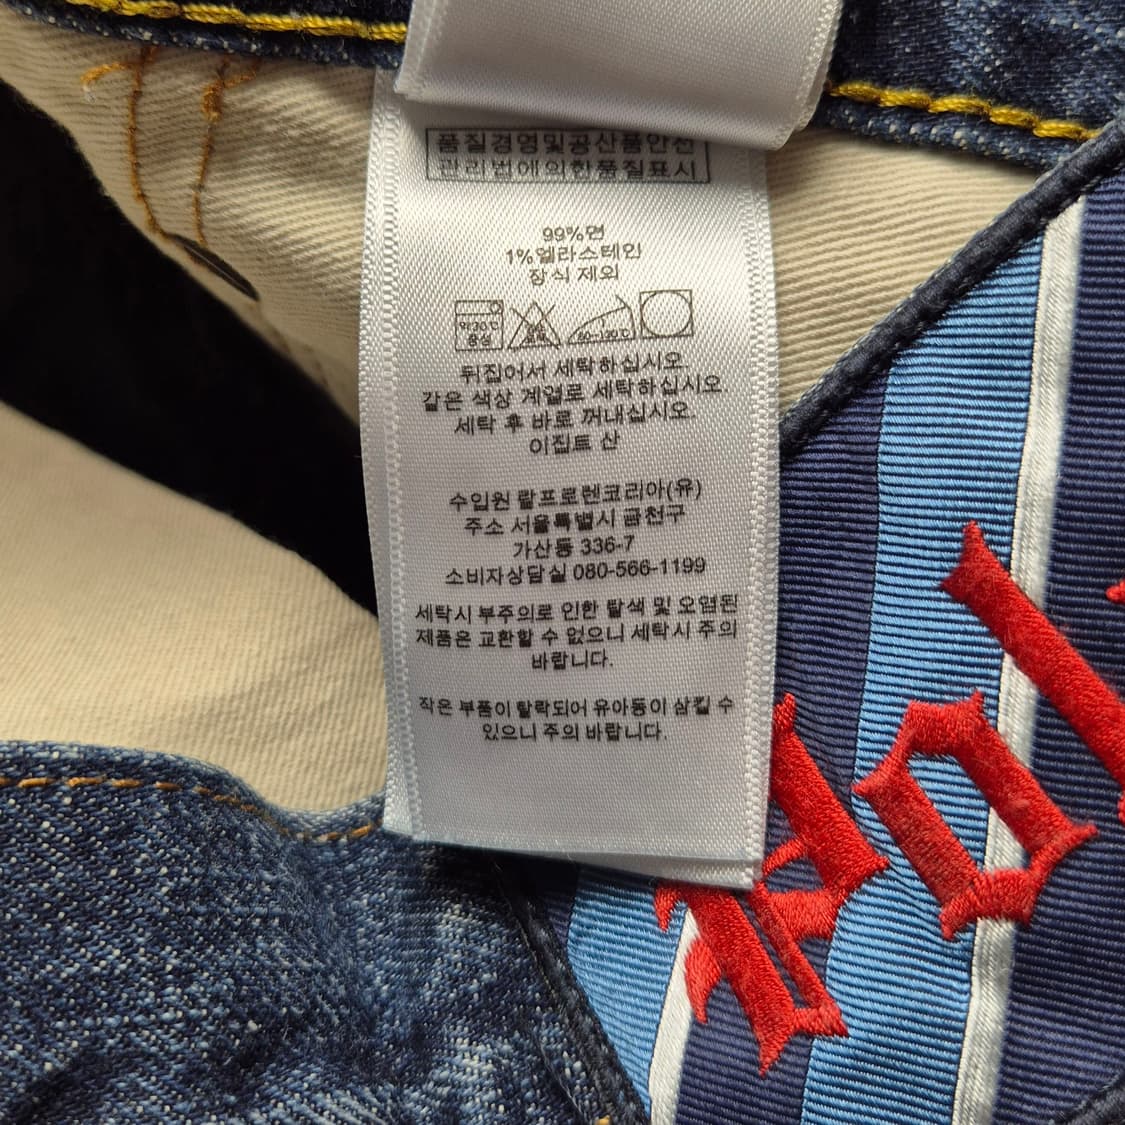 품질경영및공산품안전
관리법에의한품질표시
99%면
1%엘라스테인
장식 제외
약30℃
중성
60~130℃
뒤집어서 세탁하십시오.
같은 색상 계열로 세탁하십시오
세탁 후 바로 꺼내십시오.
이집트 산
수입원 랄프로렌코리아(유)
주소 서울특별시 금천구
가산동 336-7
소비자상담실 080-566-1199
세탁시 부주의로 인한 탈색 및 오염된
제품은 교환할 수 없으니 세탁시 주의
바랍니다.
작은 부품이 탈락되어 유아동이 삼킬 수
있으니 주의 바랍니다.
Pol